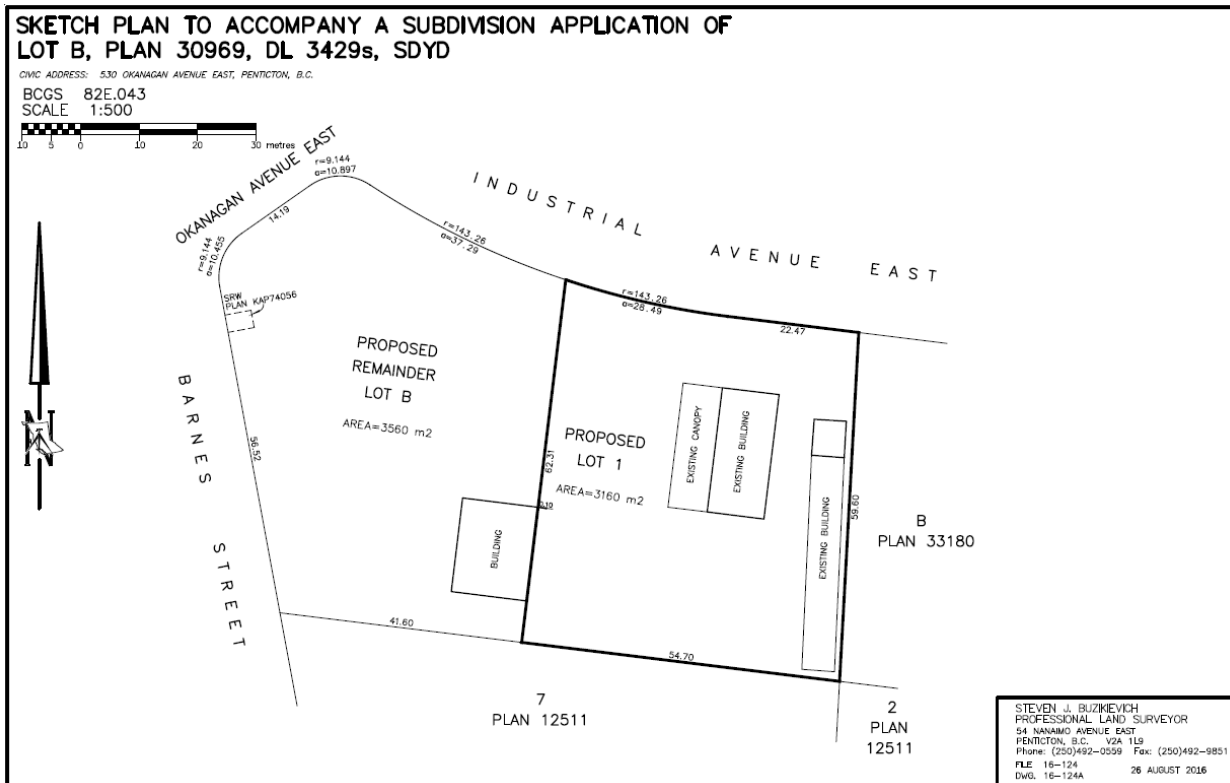 SKETCH PLAN TO ACCOMPANY A SUBDIVISION APPLICATION OF
LOT B, PLAN 30969, DL 3429s, SDYD
CIVIC ADDRESS: 530 OKANAGAN AVENUE EAST, PENTICTON, B.C.
BCGS 82E.043
SCALE 1:500
10 5 0 10 20 30 metres
OKANAGAN AVENUE EAST
r=9.144
a=10.897
INDUSTRIAL AVENUE EAST
14.19
r=9.144
a=10.455
r=143.26
a=37.29
SRW
PLAN KAP74056
r=143.26
a=28.49
22.47
N
BARNES STREET
56.52
PROPOSED
REMAINDER
LOT B
AREA=3560 m2
62.31
PROPOSED
LOT 1
AREA=3160 m2
EXISTING CANOPY
EXISTING BUILDING
EXISTING BUILDING
59.60
B
PLAN 33180
BUILDING
41.60
54.70
7
PLAN 12511
2
PLAN
12511
STEVEN J. BUZIKIEVICH
PROFESSIONAL LAND SURVEYOR
54 NANAIMO AVENUE EAST
PENTICTON, B.C. V2A 1L9
Phone: (250)492-0559 Fax: (250)492-9851
FILE 16-124
DWG. 16-124A
26 AUGUST 2016